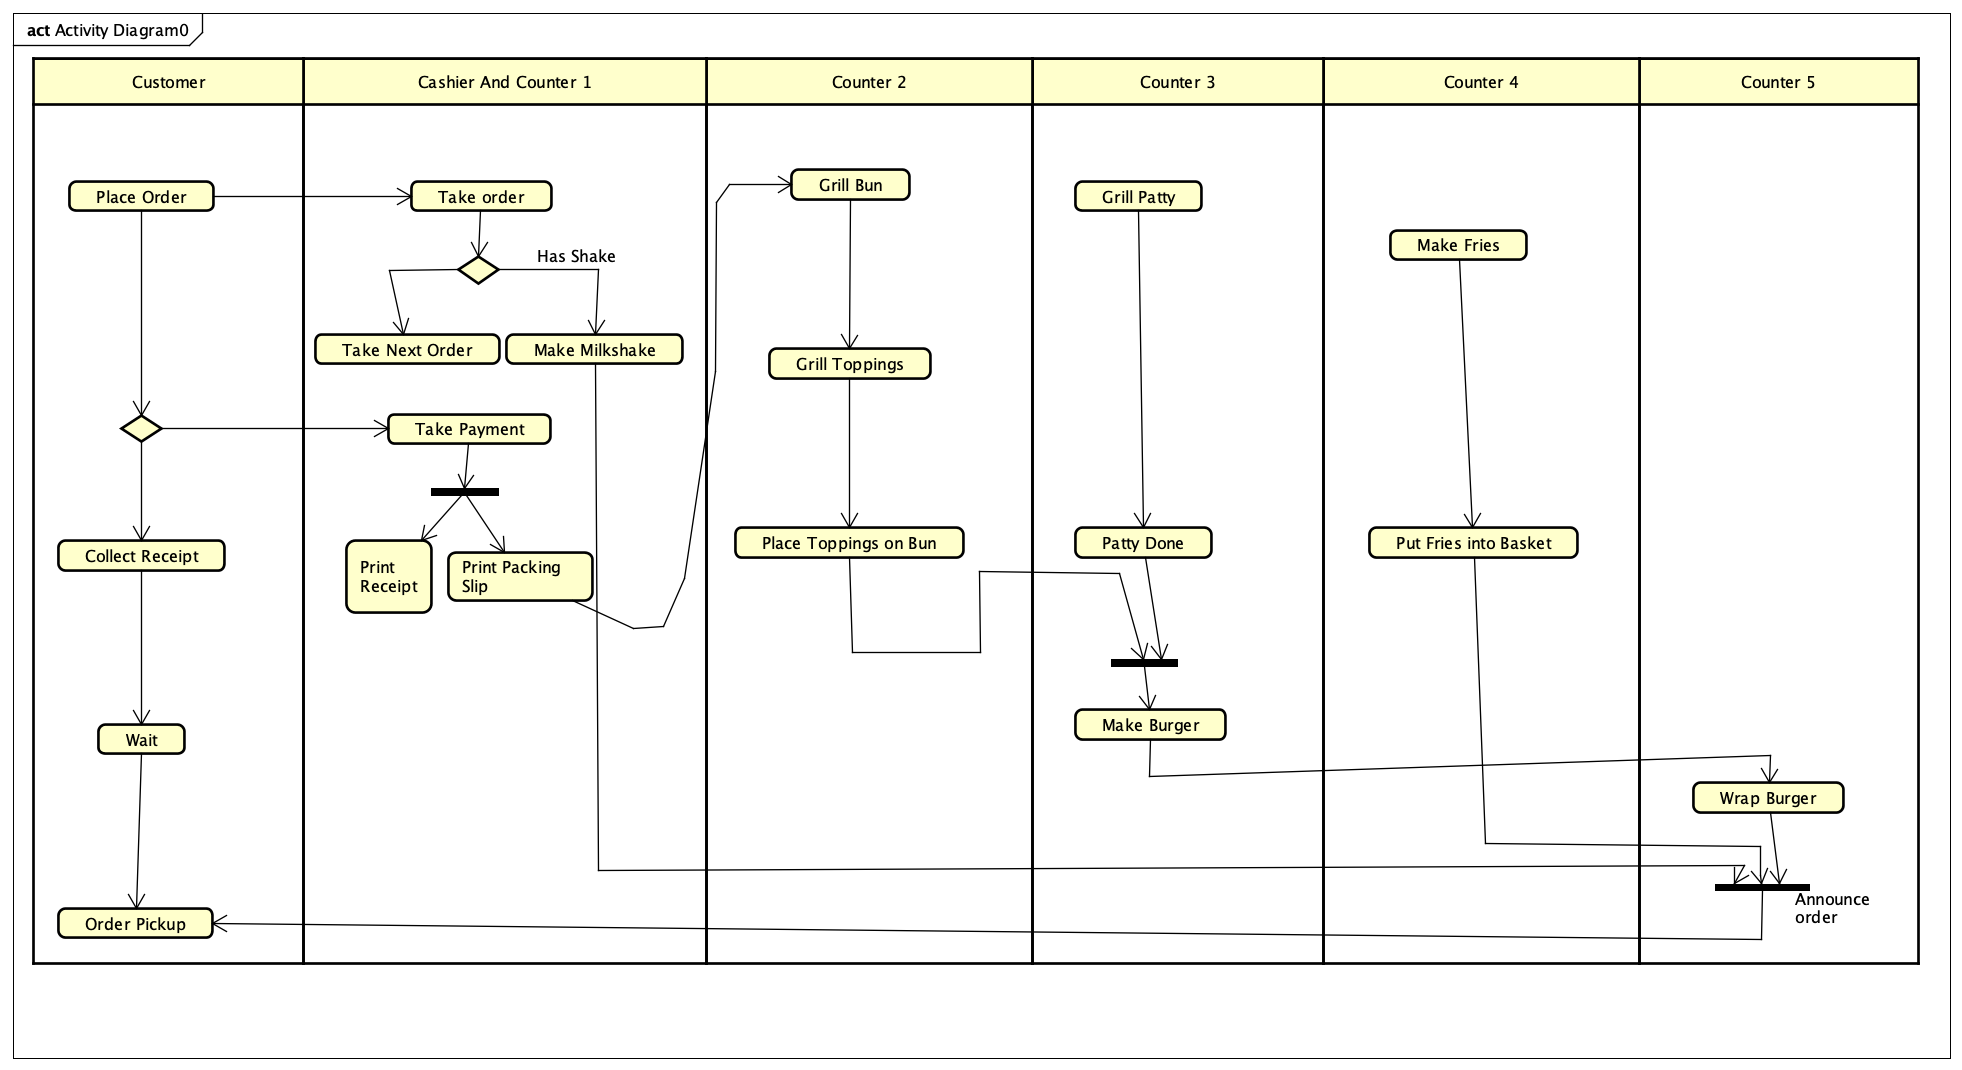 act Activity Diagram0
Customer
Cashier And Counter 1
Counter 2
Counter 3
Counter 4
Counter 5
Place Order
Take order
Grill Bun
Grill Patty
Make Fries
Has Shake
Take Next Order
Make Milkshake
Grill Toppings
Take Payment
Collect Receipt
Print
Receipt
Print Packing
Slip
Place Toppings on Bun
Patty Done
Put Fries into Basket
Wait
Make Burger
Wrap Burger
Announce
order
Order Pickup